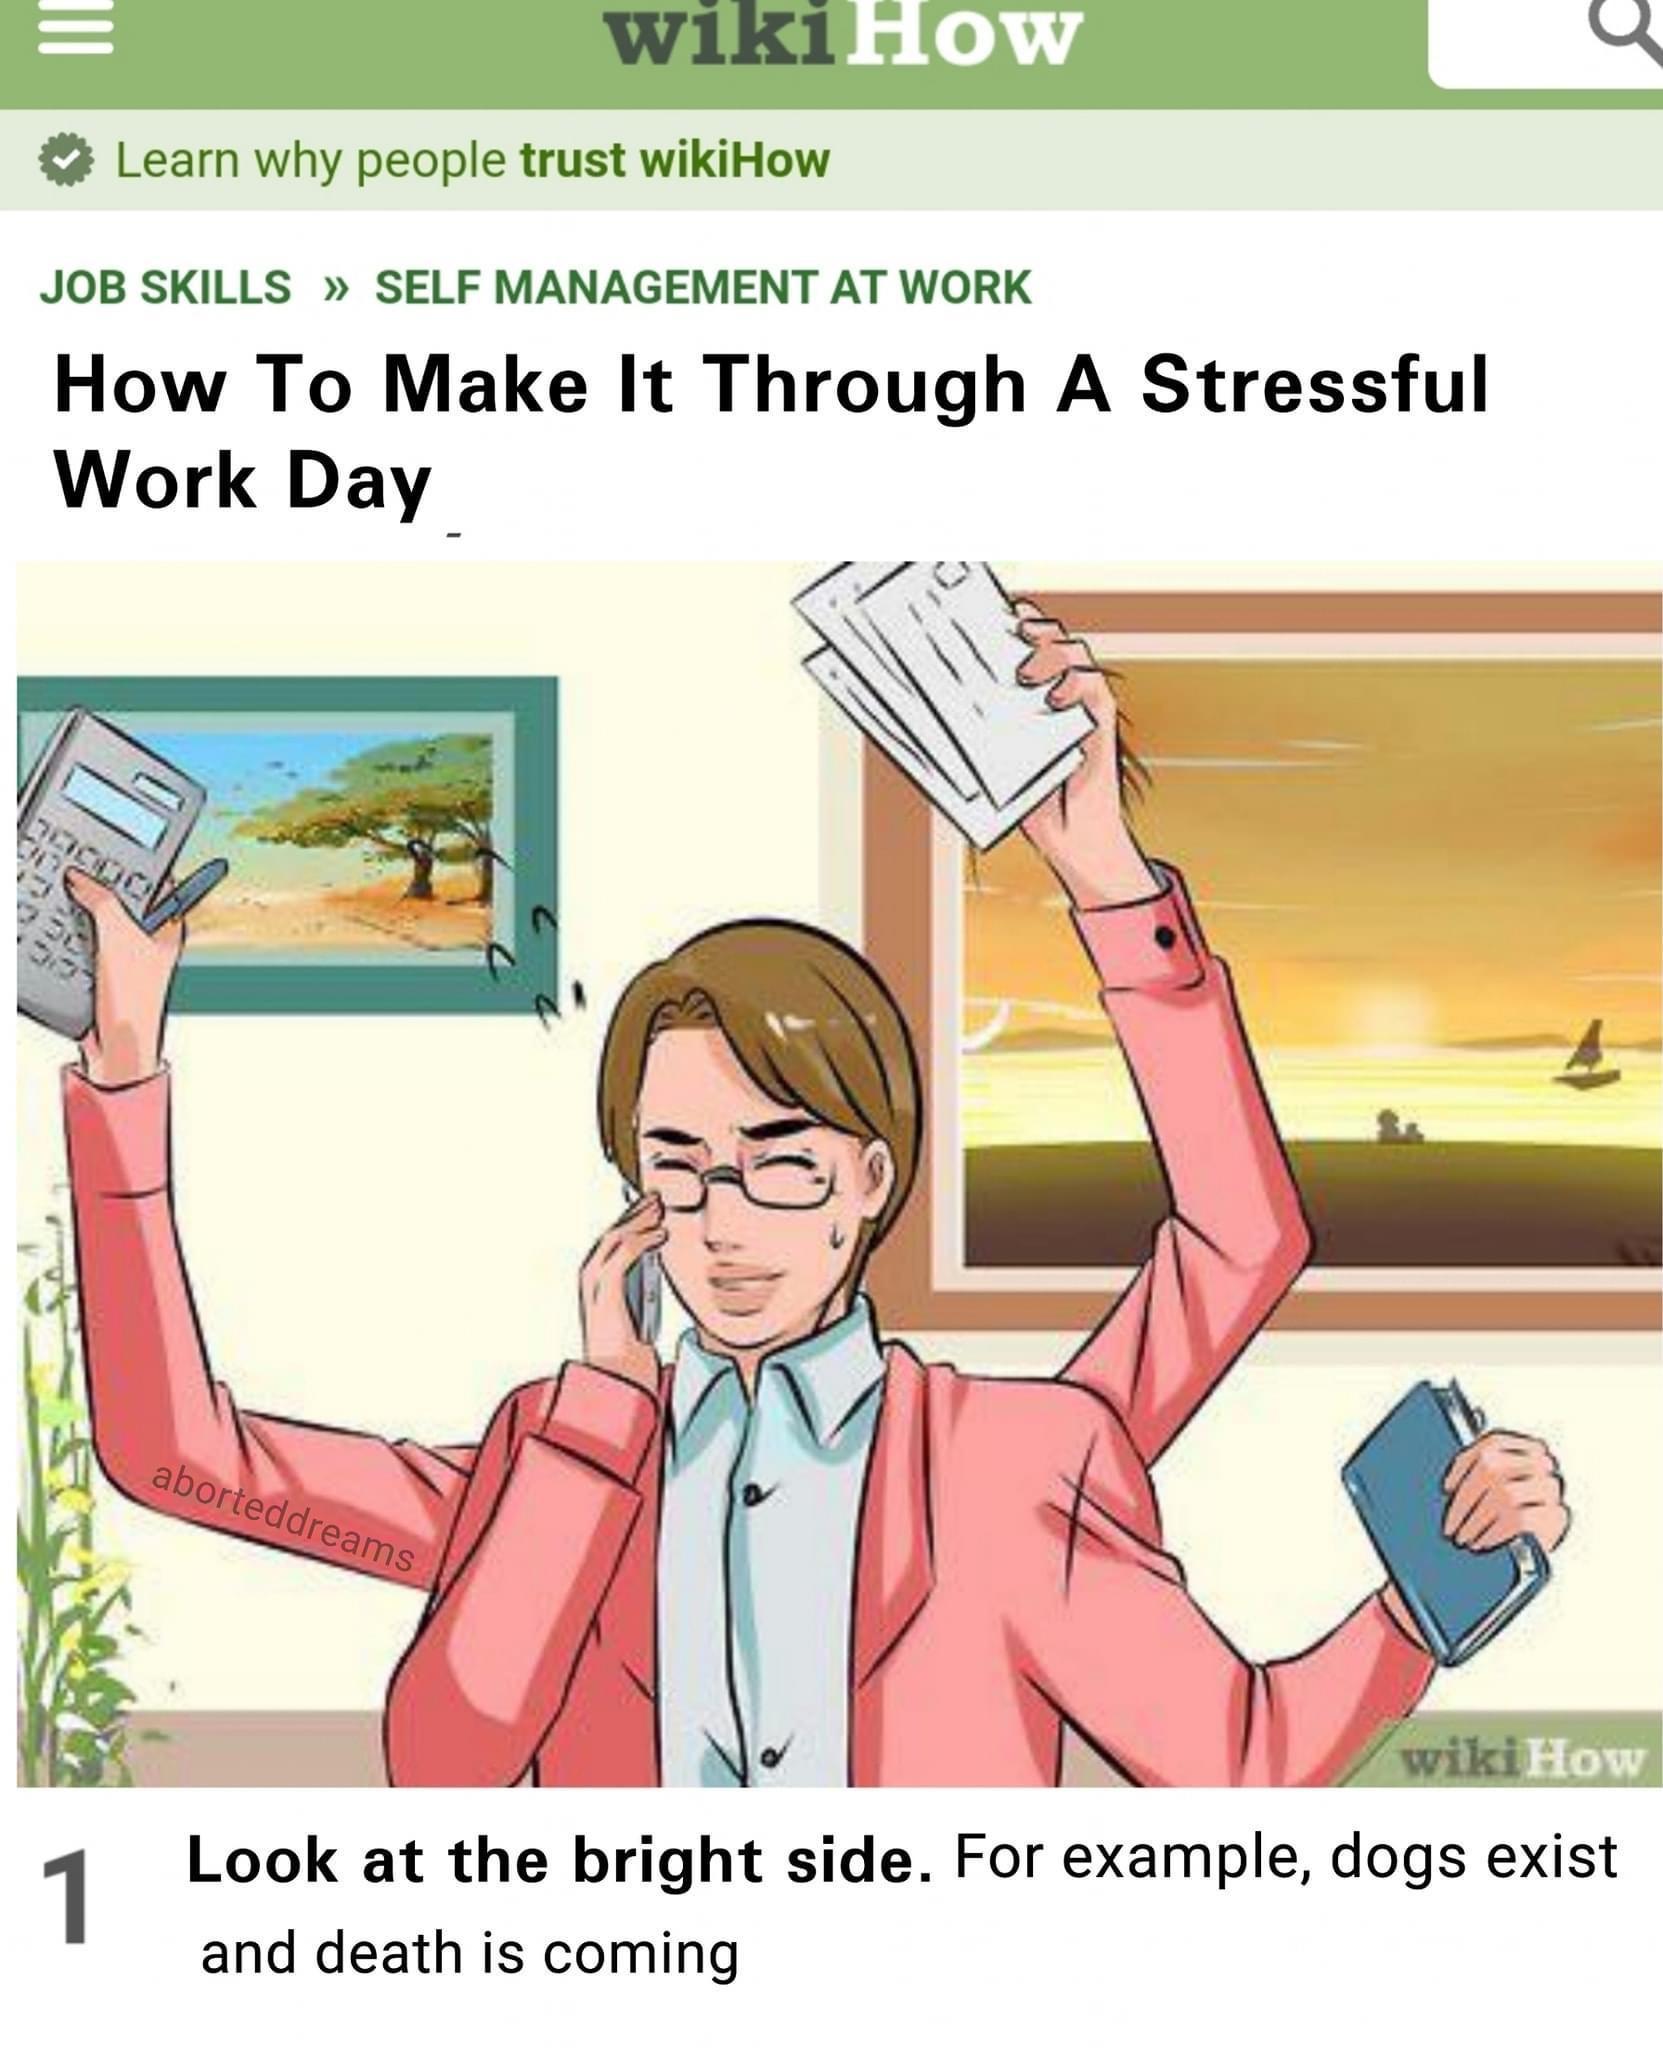 wikiHow
Learn why people trust wikiHow
JOB SKILLS » SELF MANAGEMENT AT WORK
How To Make It Through A Stressful
Work Day
aborteddreams
wikiHow
1 Look at the bright side. For example, dogs exist
and death is coming